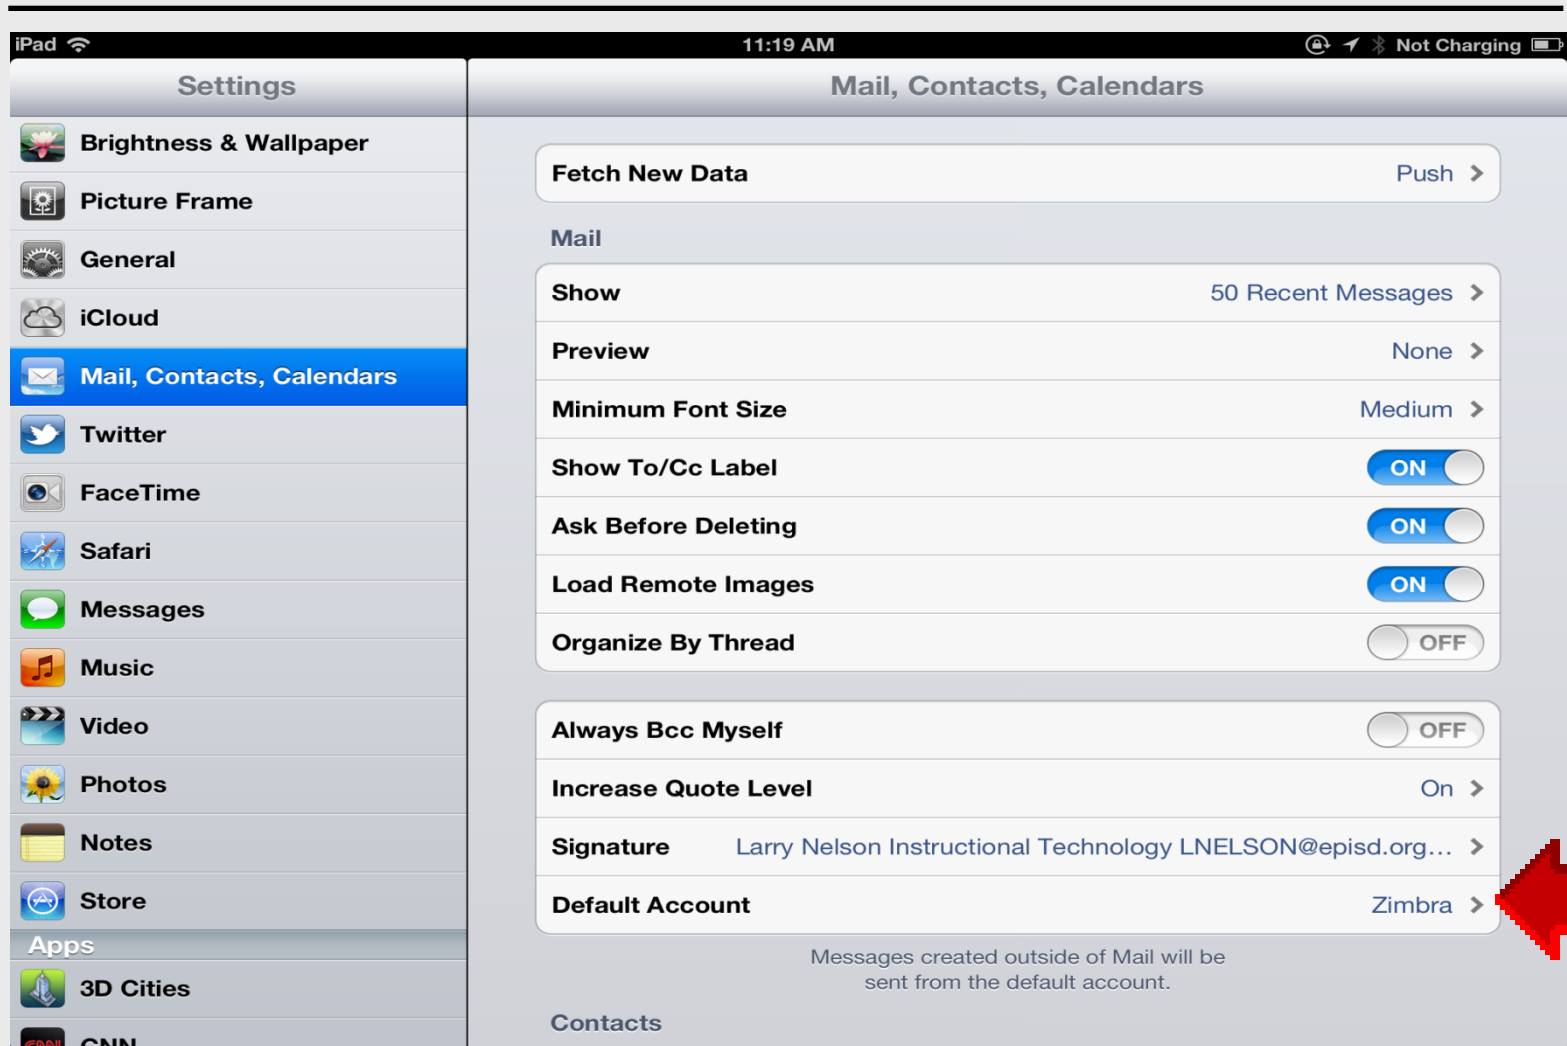 iPad 11:19 AM Not Charging
Settings
Mail, Contacts, Calendars
Brightness & Wallpaper
Picture Frame
General
iCloud
Mail, Contacts, Calendars
Twitter
FaceTime
Safari
Messages
Music
Video
Photos
Notes
Store
Apps
3D Cities
CNN
Fetch New Data Push
Mail
Show 50 Recent Messages
Preview None
Minimum Font Size Medium
Show To/Cc Label ON
Ask Before Deleting ON
Load Remote Images ON
Organize By Thread OFF
Always Bcc Myself OFF
Increase Quote Level On
Signature Larry Nelson Instructional Technology LNELSON@episd.org...
Default Account Zimbra
Messages created outside of Mail will be
sent from the default account.
Contacts